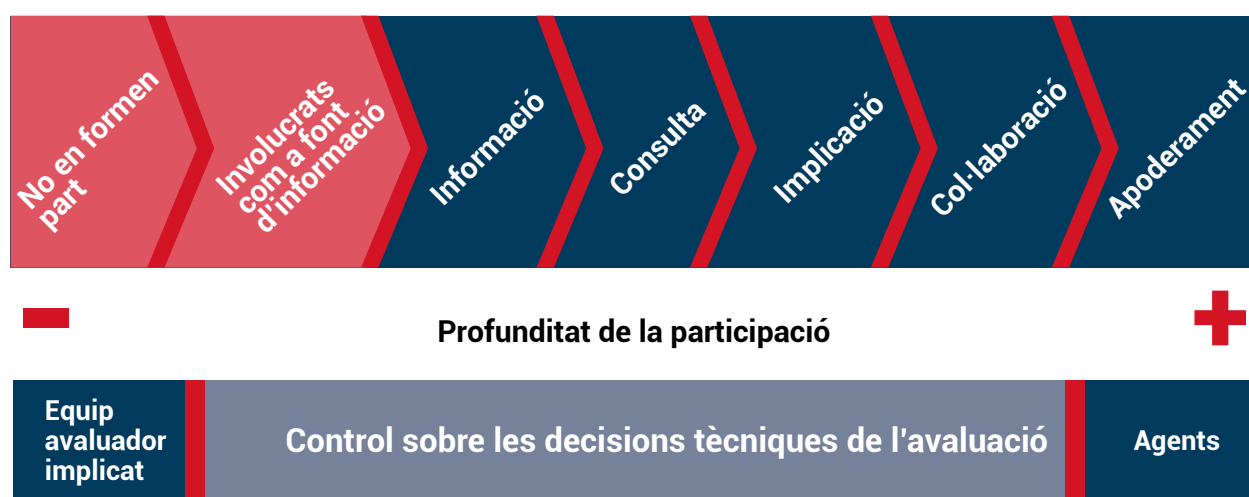 No en formen
part
Involucrats
com a font
d'informació
Informació
Consulta
Implicació
Col·laboració
Apoderament
Profunditat de la participació
Equip
avaluador
implicat
Control sobre les decisions tècniques de l'avaluació
Agents